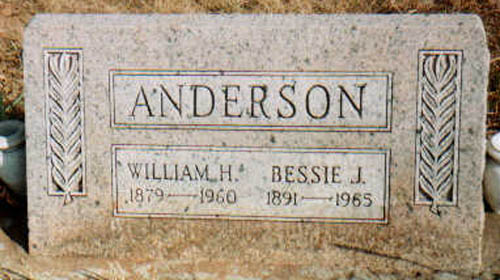 ANDERSON
WILLIAM H. BESSIE J.
1879—1960 1891—1965